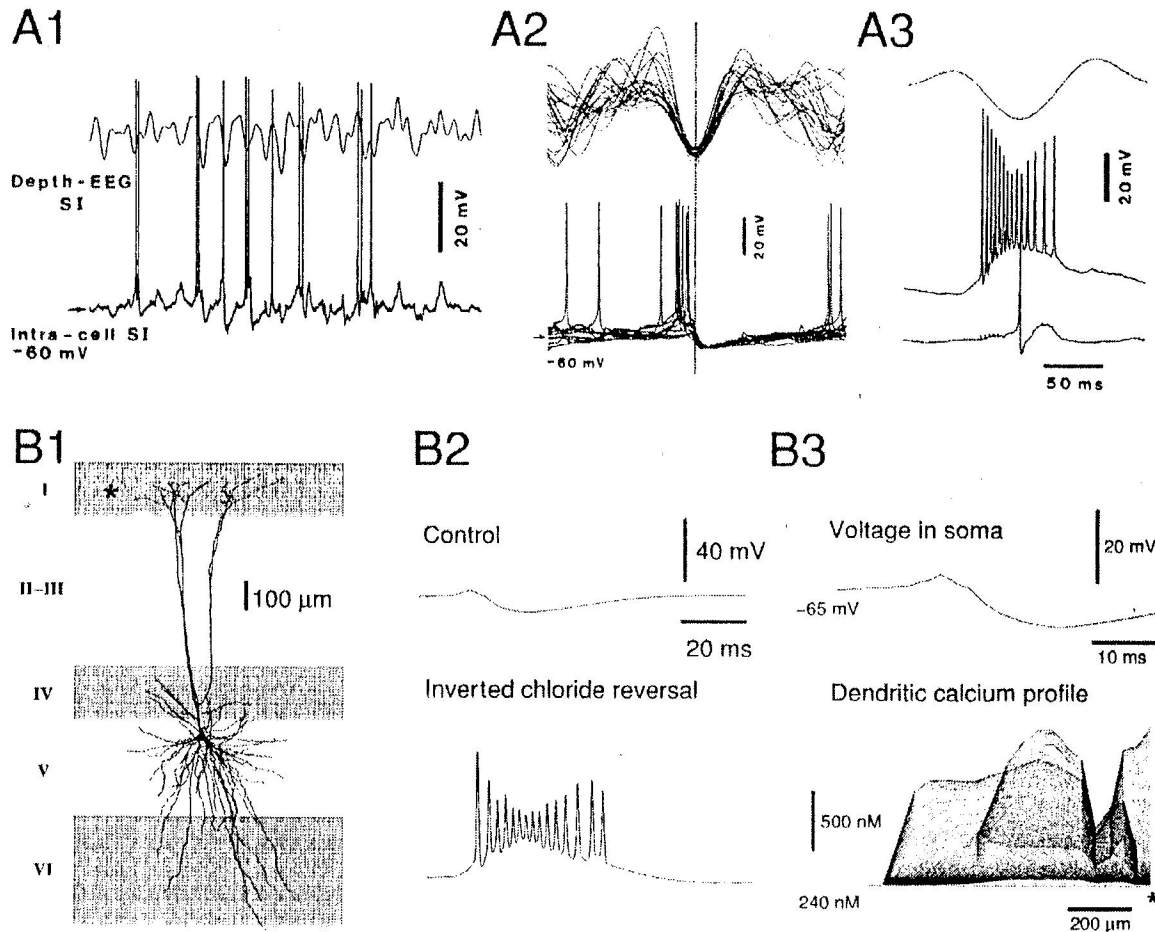 A1
A2
A3
Depth-EEG
SI
20 mV
Intra-cell SI
-60 mV
20 mV
-60 mV
20 mV
50 ms
B1
B2
B3
*
I
II-III
IV
V
VI
100 μm
Control
40 mV
20 ms
Inverted chloride reversal
Voltage in soma
20 mV
-65 mV
10 ms
Dendritic calcium profile
500 nM
240 nM
*
200 μm